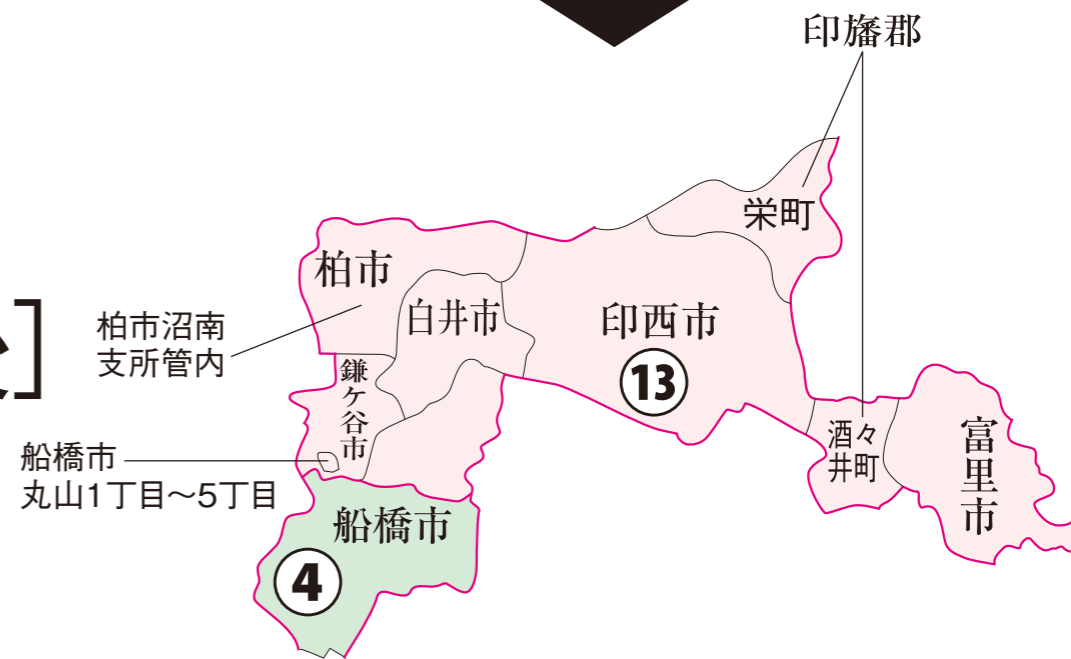 印旛郡
栄町
柏市
白井市
印西市
13
柏市沼南
支所管内
鎌ケ谷市
酒々
井町
富里市
船橋市
丸山1丁目〜5丁目
船橋市
4